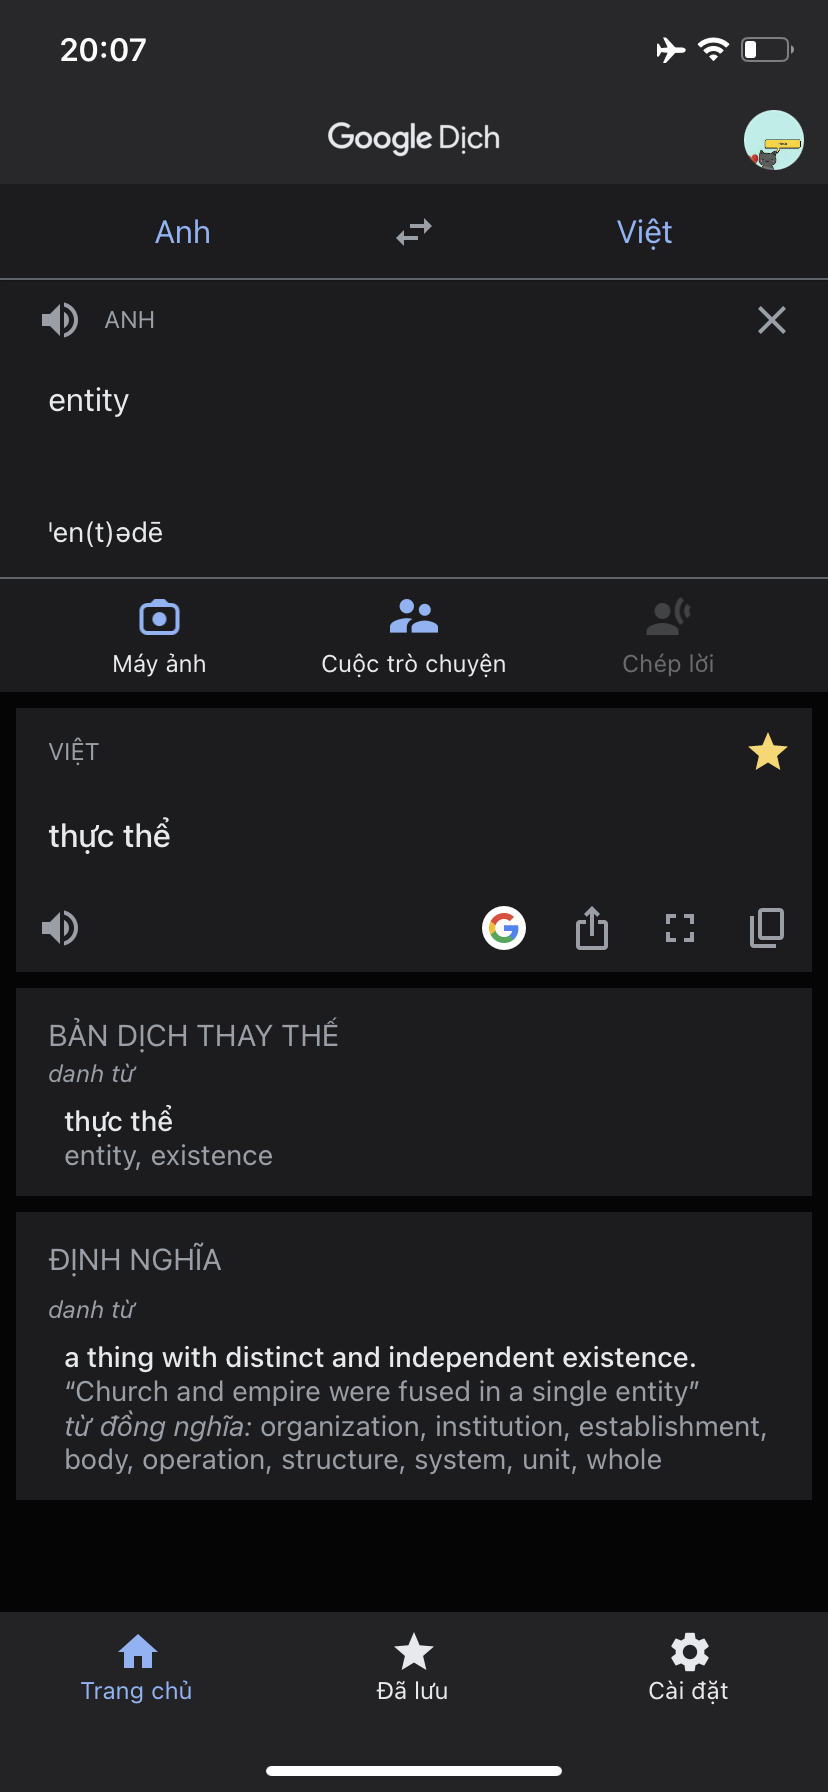 20:07
Google Dịch
Anh
Việt
ANH
entity
ˈen(t)ədē
Máy ảnh
Cuộc trò chuyện
Chép lời
VIỆT
thực thể
BẢN DỊCH THAY THẾ
danh từ
thực thể
entity, existence
ĐỊNH NGHĨA
danh từ
a thing with distinct and independent existence.
“Church and empire were fused in a single entity”
từ đồng nghĩa: organization, institution, establishment,
body, operation, structure, system, unit, whole
Trang chủ
Đã lưu
Cài đặt